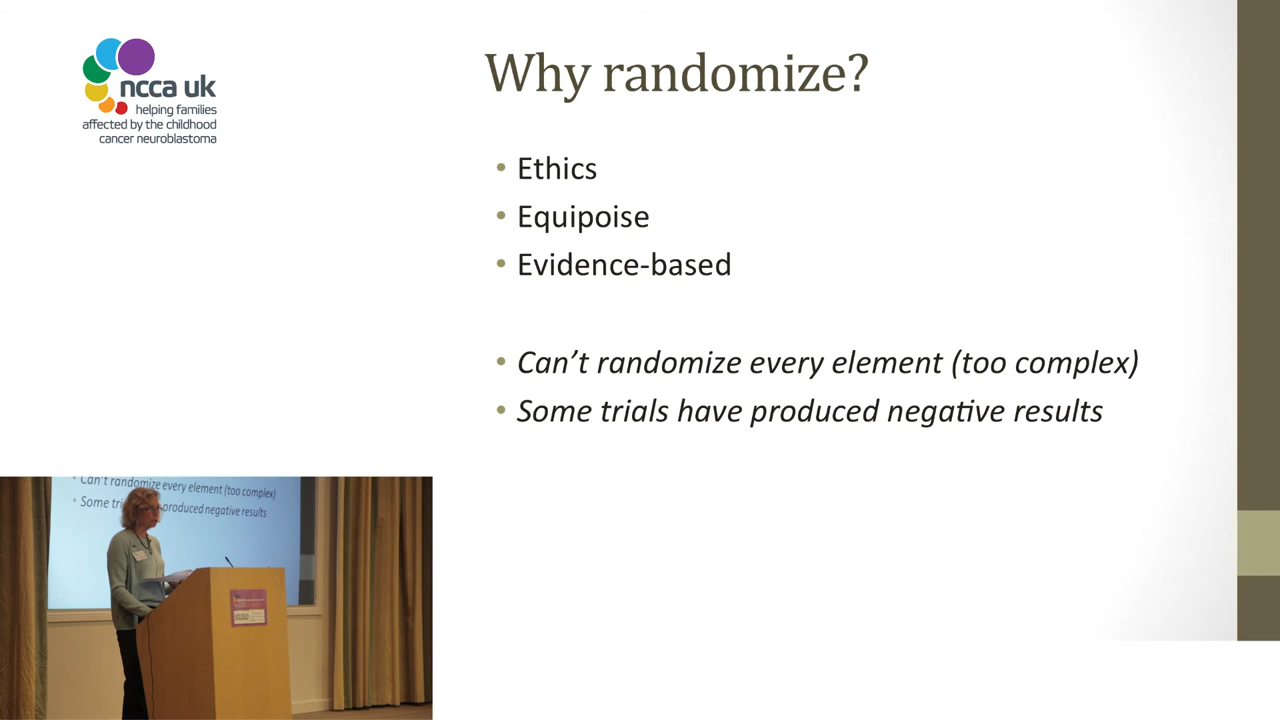 ncca uk
helping families
affected by the childhood
cancer neuroblastoma
Why randomize?
• Ethics
• Equipoise
• Evidence-based
• Can't randomize every element (too complex)
• Some trials have produced negative results
• Can't randomize every element (too complex)
• Some produced negative results